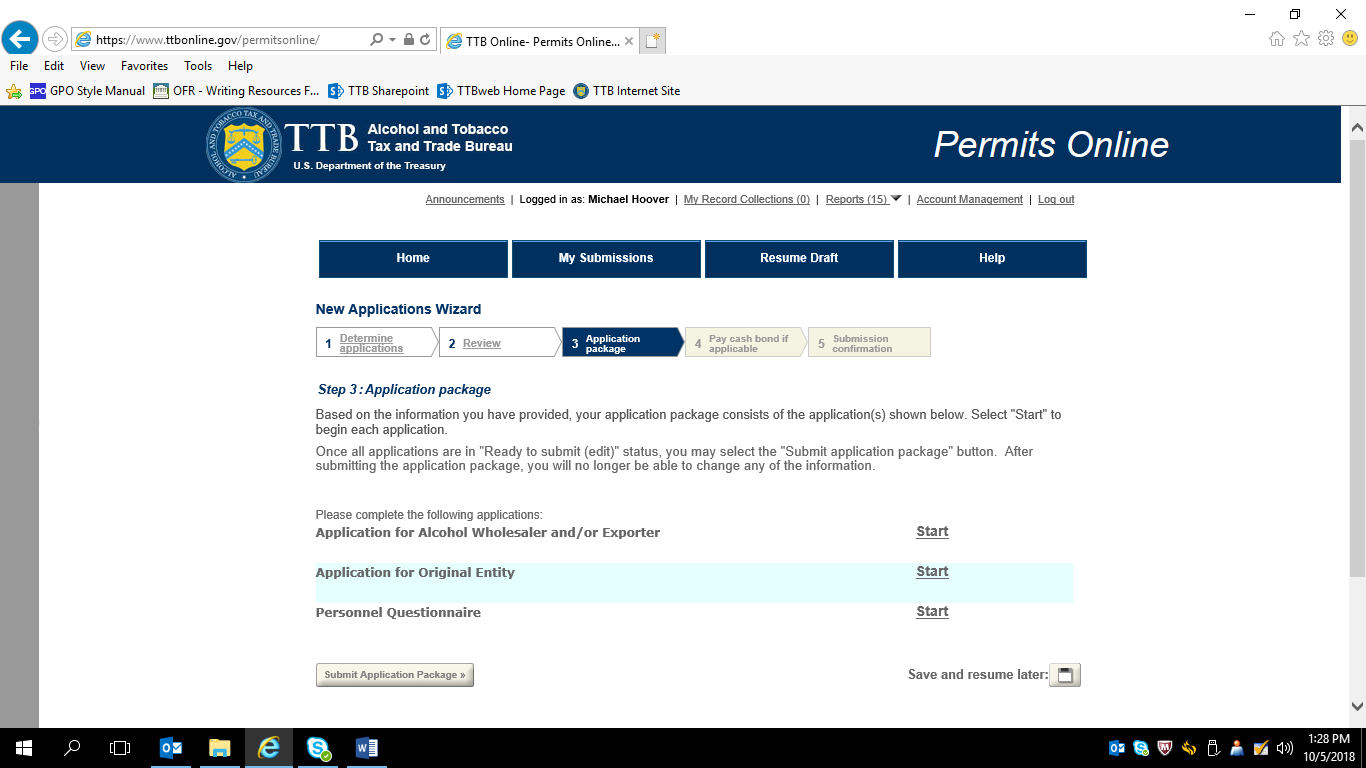 https://www.ttbonline.gov/permitsonline/
TTB Online- Permits Online...
File Edit View Favorites Tools Help
GPO GPO Style Manual OFR - Writing Resources F... TTB Sharepoint TTBweb Home Page TTB Internet Site
ALCOHOL AND TOBACCO TAX AND TRADE BUREAU
TTB Alcohol and Tobacco
Tax and Trade Bureau
U.S. Department of the Treasury
Permits Online
Announcements | Logged in as: Michael Hoover | My Record Collections (0) | Reports (15) | Account Management | Log out
Home My Submissions Resume Draft Help
New Applications Wizard
1 Determine applications
2 Review
3 Application package
4 Pay cash bond if applicable
5 Submission confirmation
Step 3: Application package
Based on the information you have provided, your application package consists of the application(s) shown below. Select "Start" to
begin each application.
Once all applications are in "Ready to submit (edit)" status, you may select the "Submit application package" button. After
submitting the application package, you will no longer be able to change any of the information.
Please complete the following applications:
Application for Alcohol Wholesaler and/or Exporter Start
Application for Original Entity Start
Personnel Questionnaire Start
Submit Application Package » Save and resume later:
1:28 PM
10/5/2018